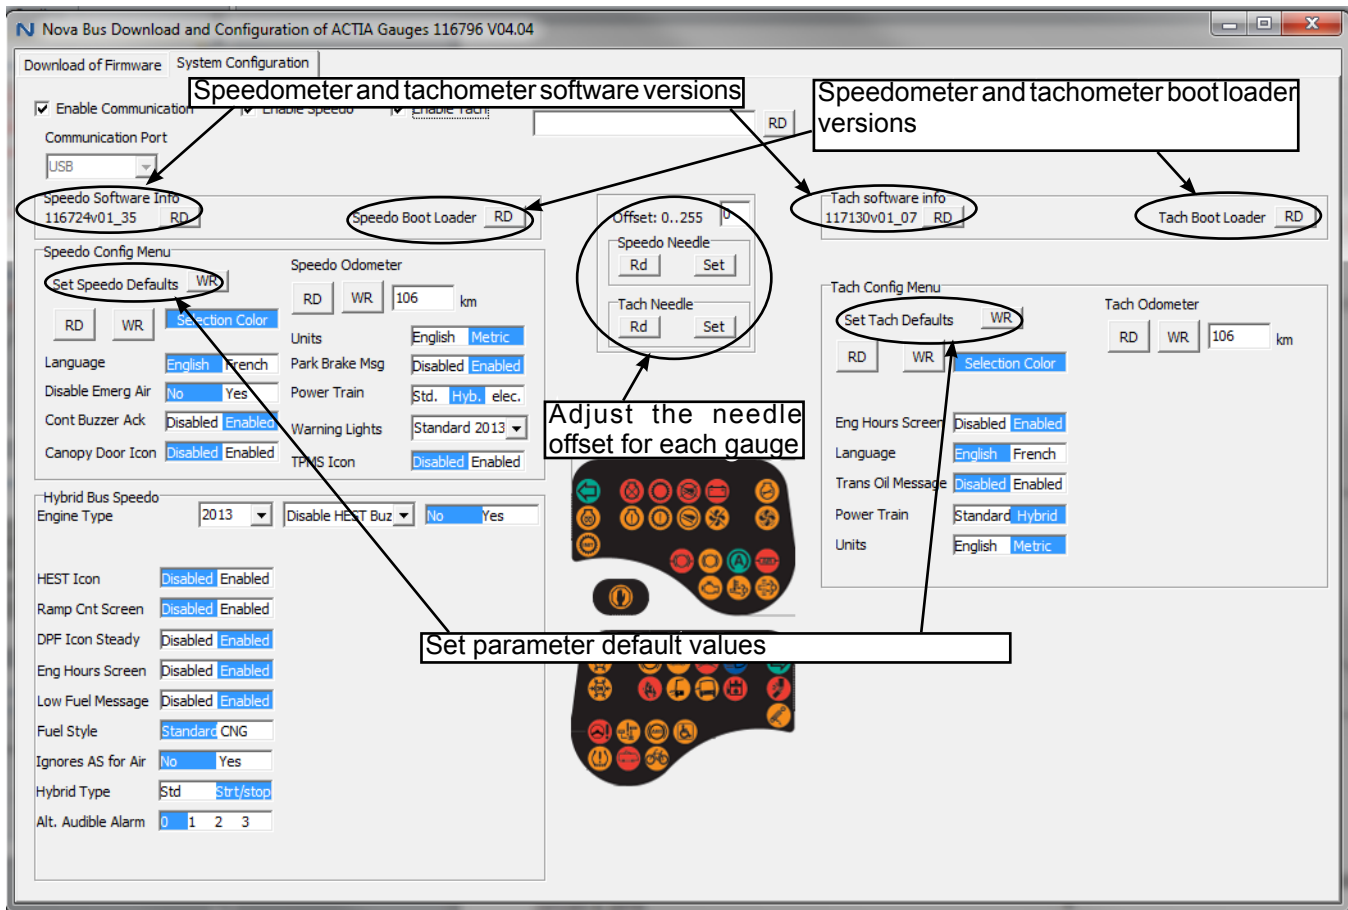 Nova Bus Download and Configuration of ACTIA Gauges 116796 V04.04
Download of Firmware System Configuration
Speedometer and tachometer software versions
Speedometer and tachometer boot loader
versions
Enable Communication Enable Speedo Enable Tach
RD
Communication Port
USB
Speedo Software Info
116724v01_35 RD
Speedo Boot Loader RD
Offset: 0..255 0
Speedo Needle
Rd Set
Tach Needle
Rd Set
Tach software info
117130v01_07 RD
Tach Boot Loader RD
Speedo Config Menu
Set Speedo Defaults WR
RD WR Selection Color
Language English French
Disable Emerg Air No Yes
Cont Buzzer Ack Disabled Enabled
Canopy Door Icon Disabled Enabled
Speedo Odometer
RD WR 106 km
Units English Metric
Park Brake Msg Disabled Enabled
Power Train Std. Hyb. elec.
Warning Lights Standard 2013
TPMS Icon Disabled Enabled
Adjust the needle
offset for each gauge
Tach Config Menu
Set Tach Defaults WR
RD WR Selection Color
Tach Odometer
RD WR 106 km
Eng Hours Screen Disabled Enabled
Language English French
Trans Oil Message Disabled Enabled
Power Train Standard Hybrid
Units English Metric
Hybrid Bus Speedo
Engine Type 2013 Disable HEST Buz No Yes
HEST Icon Disabled Enabled
Ramp Cnt Screen Disabled Enabled
DPF Icon Steady Disabled Enabled
Eng Hours Screen Disabled Enabled
Low Fuel Message Disabled Enabled
Fuel Style Standard CNG
Ignores AS for Air No Yes
Hybrid Type Std Strt/stop
Alt. Audible Alarm 0 1 2 3
Set parameter default values